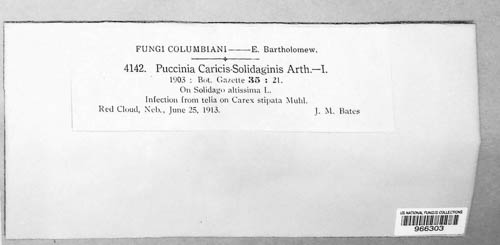 FUNGI COLUMBIANI——E. Bartholomew.
4142. Puccinia Caricis-Solidaginis Arth.—I.
1903 : Bot. Gazette 35 : 21.
On Solidago altissima L.
Infection from telia on Carex stipata Muhl.
Red Cloud, Neb., June 25, 1913. J. M. Bates
US NATIONAL FUNGUS COLLECTIONS
966303